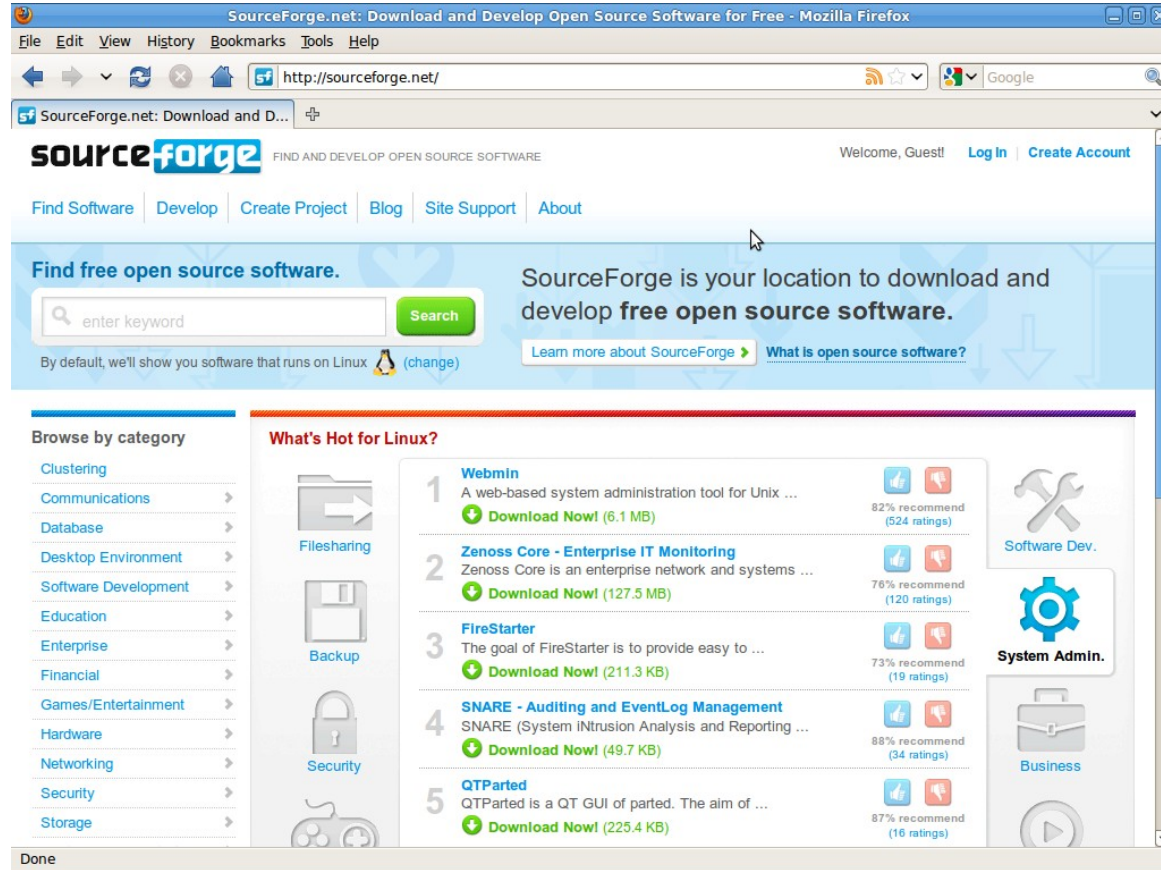 SourceForge.net: Download and Develop Open Source Software for Free - Mozilla Firefox
File Edit View History Bookmarks Tools Help
sf http://sourceforge.net/ Google
sf SourceForge.net: Download and D...
sourceforge FIND AND DEVELOP OPEN SOURCE SOFTWARE
Welcome, Guest! Log In | Create Account
Find Software Develop Create Project Blog Site Support About
Find free open source software.
enter keyword Search
By default, we'll show you software that runs on Linux (change)
SourceForge is your location to download and
develop free open source software.
Learn more about SourceForge What is open source software?
Browse by category
Clustering
Communications
Database
Desktop Environment
Software Development
Education
Enterprise
Financial
Games/Entertainment
Hardware
Networking
Security
Storage
What's Hot for Linux?
Filesharing
Backup
Security
1 Webmin
A web-based system administration tool for Unix ...
Download Now! (6.1 MB)
82% recommend
(524 ratings)
2 Zenoss Core - Enterprise IT Monitoring
Zenoss Core is an enterprise network and systems ...
Download Now! (127.5 MB)
76% recommend
(120 ratings)
3 FireStarter
The goal of FireStarter is to provide easy to ...
Download Now! (211.3 KB)
73% recommend
(19 ratings)
4 SNARE - Auditing and EventLog Management
SNARE (System iNtrusion Analysis and Reporting ...
Download Now! (49.7 KB)
88% recommend
(34 ratings)
5 QTParted
QTParted is a QT GUI of parted. The aim of ...
Download Now! (225.4 KB)
87% recommend
(16 ratings)
Software Dev.
System Admin.
Business
Done